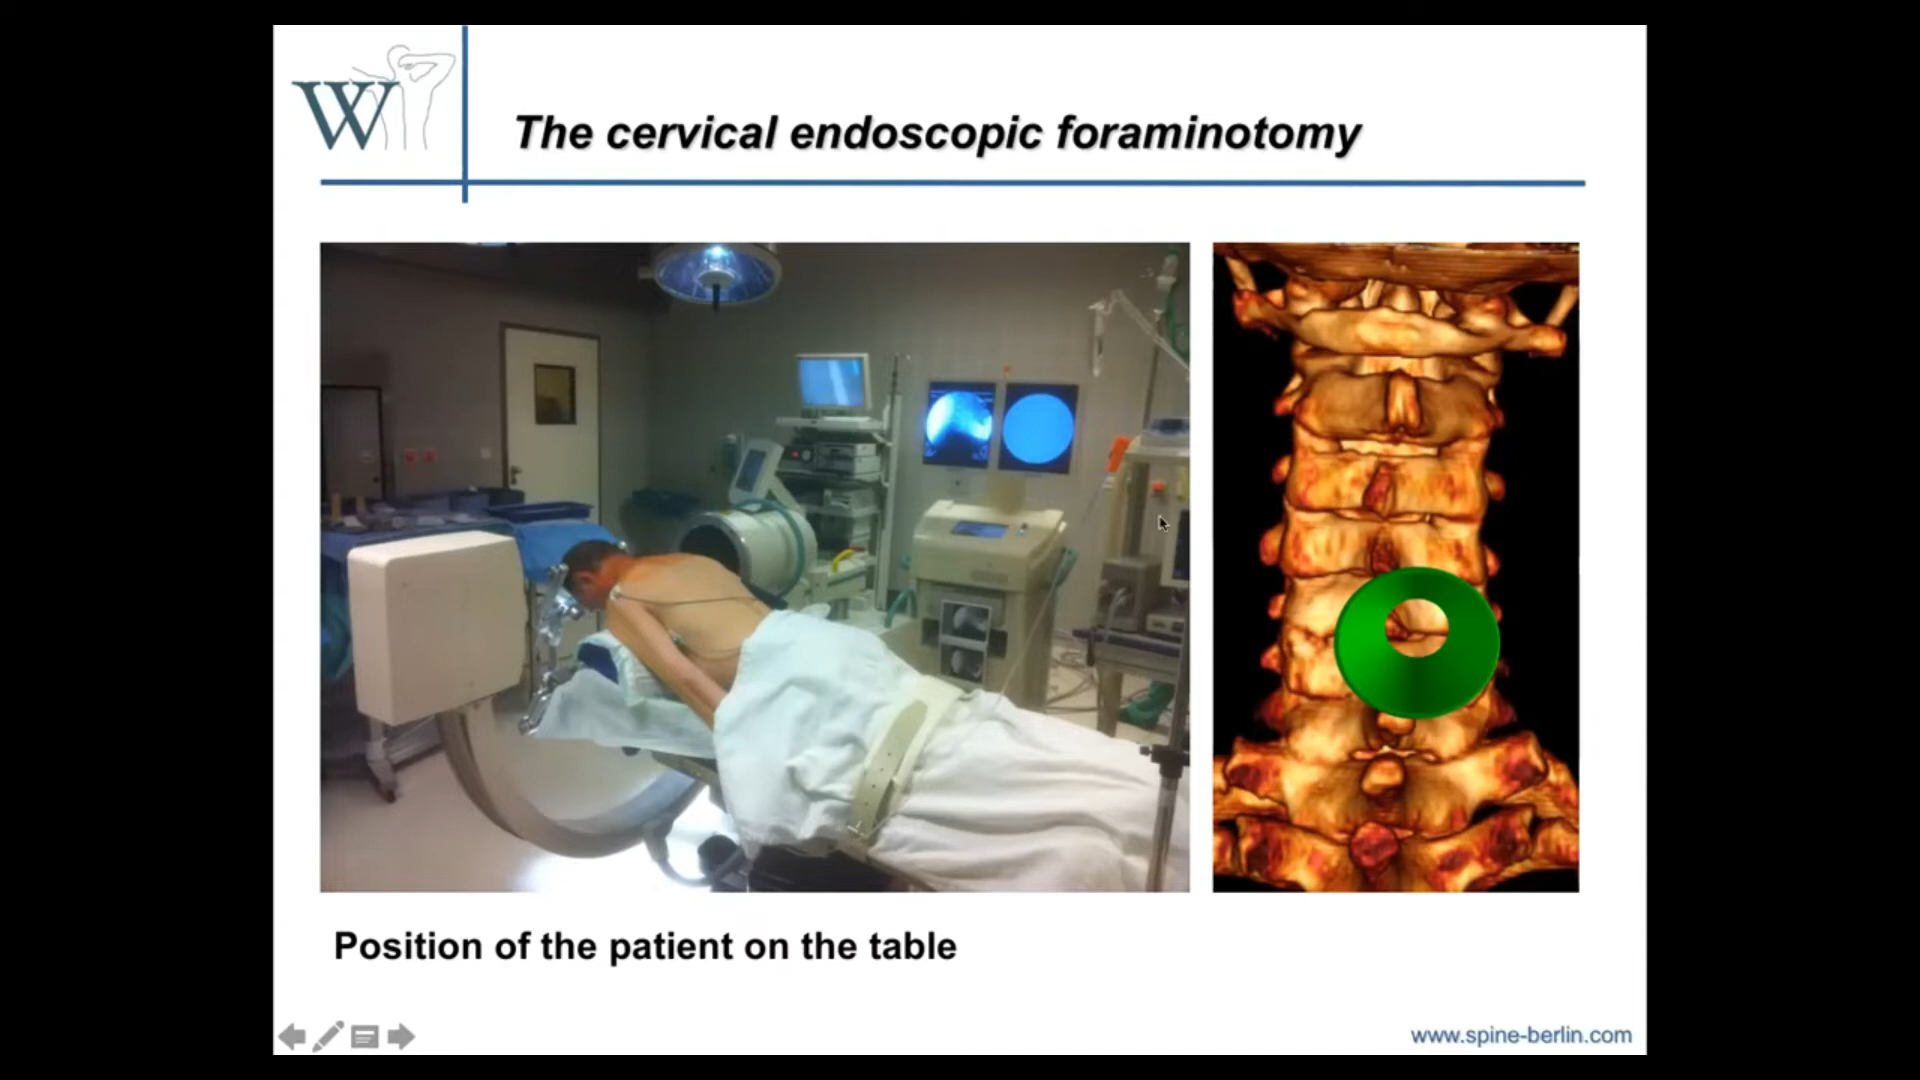 W
The cervical endoscopic foraminotomy
Position of the patient on the table
www.spine-berlin.com